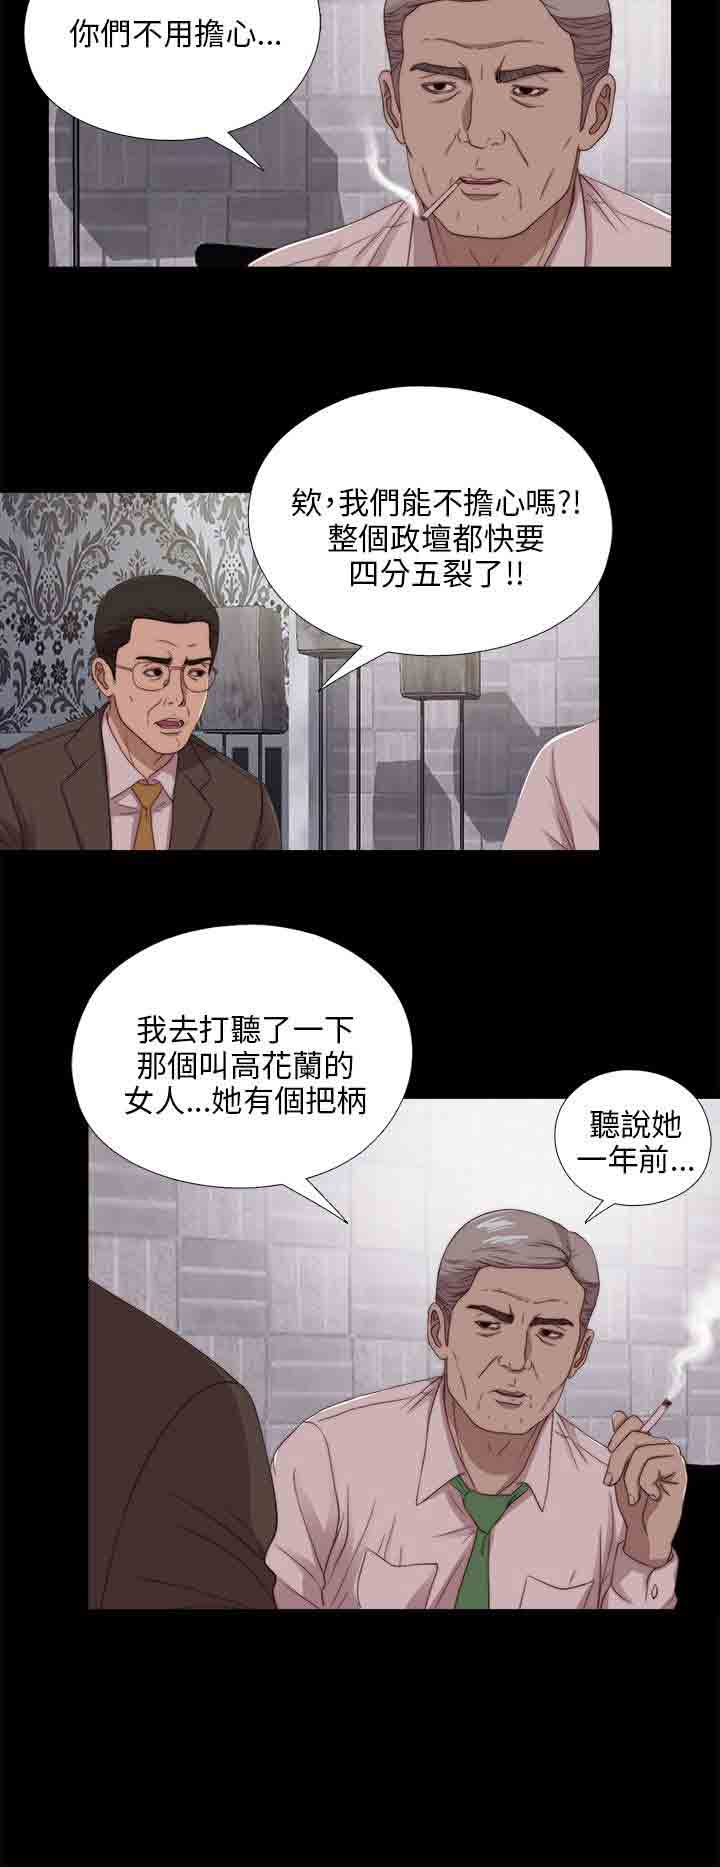 你們不用擔心...
欸，我們能不擔心嗎?!
整個政壇都快要
四分五裂了!!
我去打聽了一下
那個叫高花蘭的
女人...她有個把柄
聽說她
一年前...